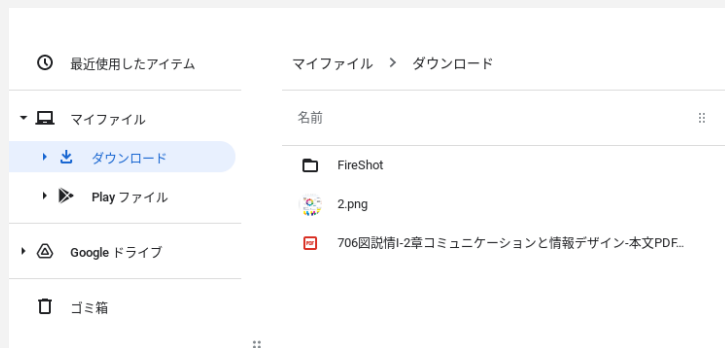 最近使用したアイテム
マイファイル
ダウンロード
Play ファイル
Google ドライブ
ゴミ箱
マイファイル > ダウンロード
名前
FireShot
2.png
706図説情I-2章コミュニケーションと情報デザイン-本文PDF...